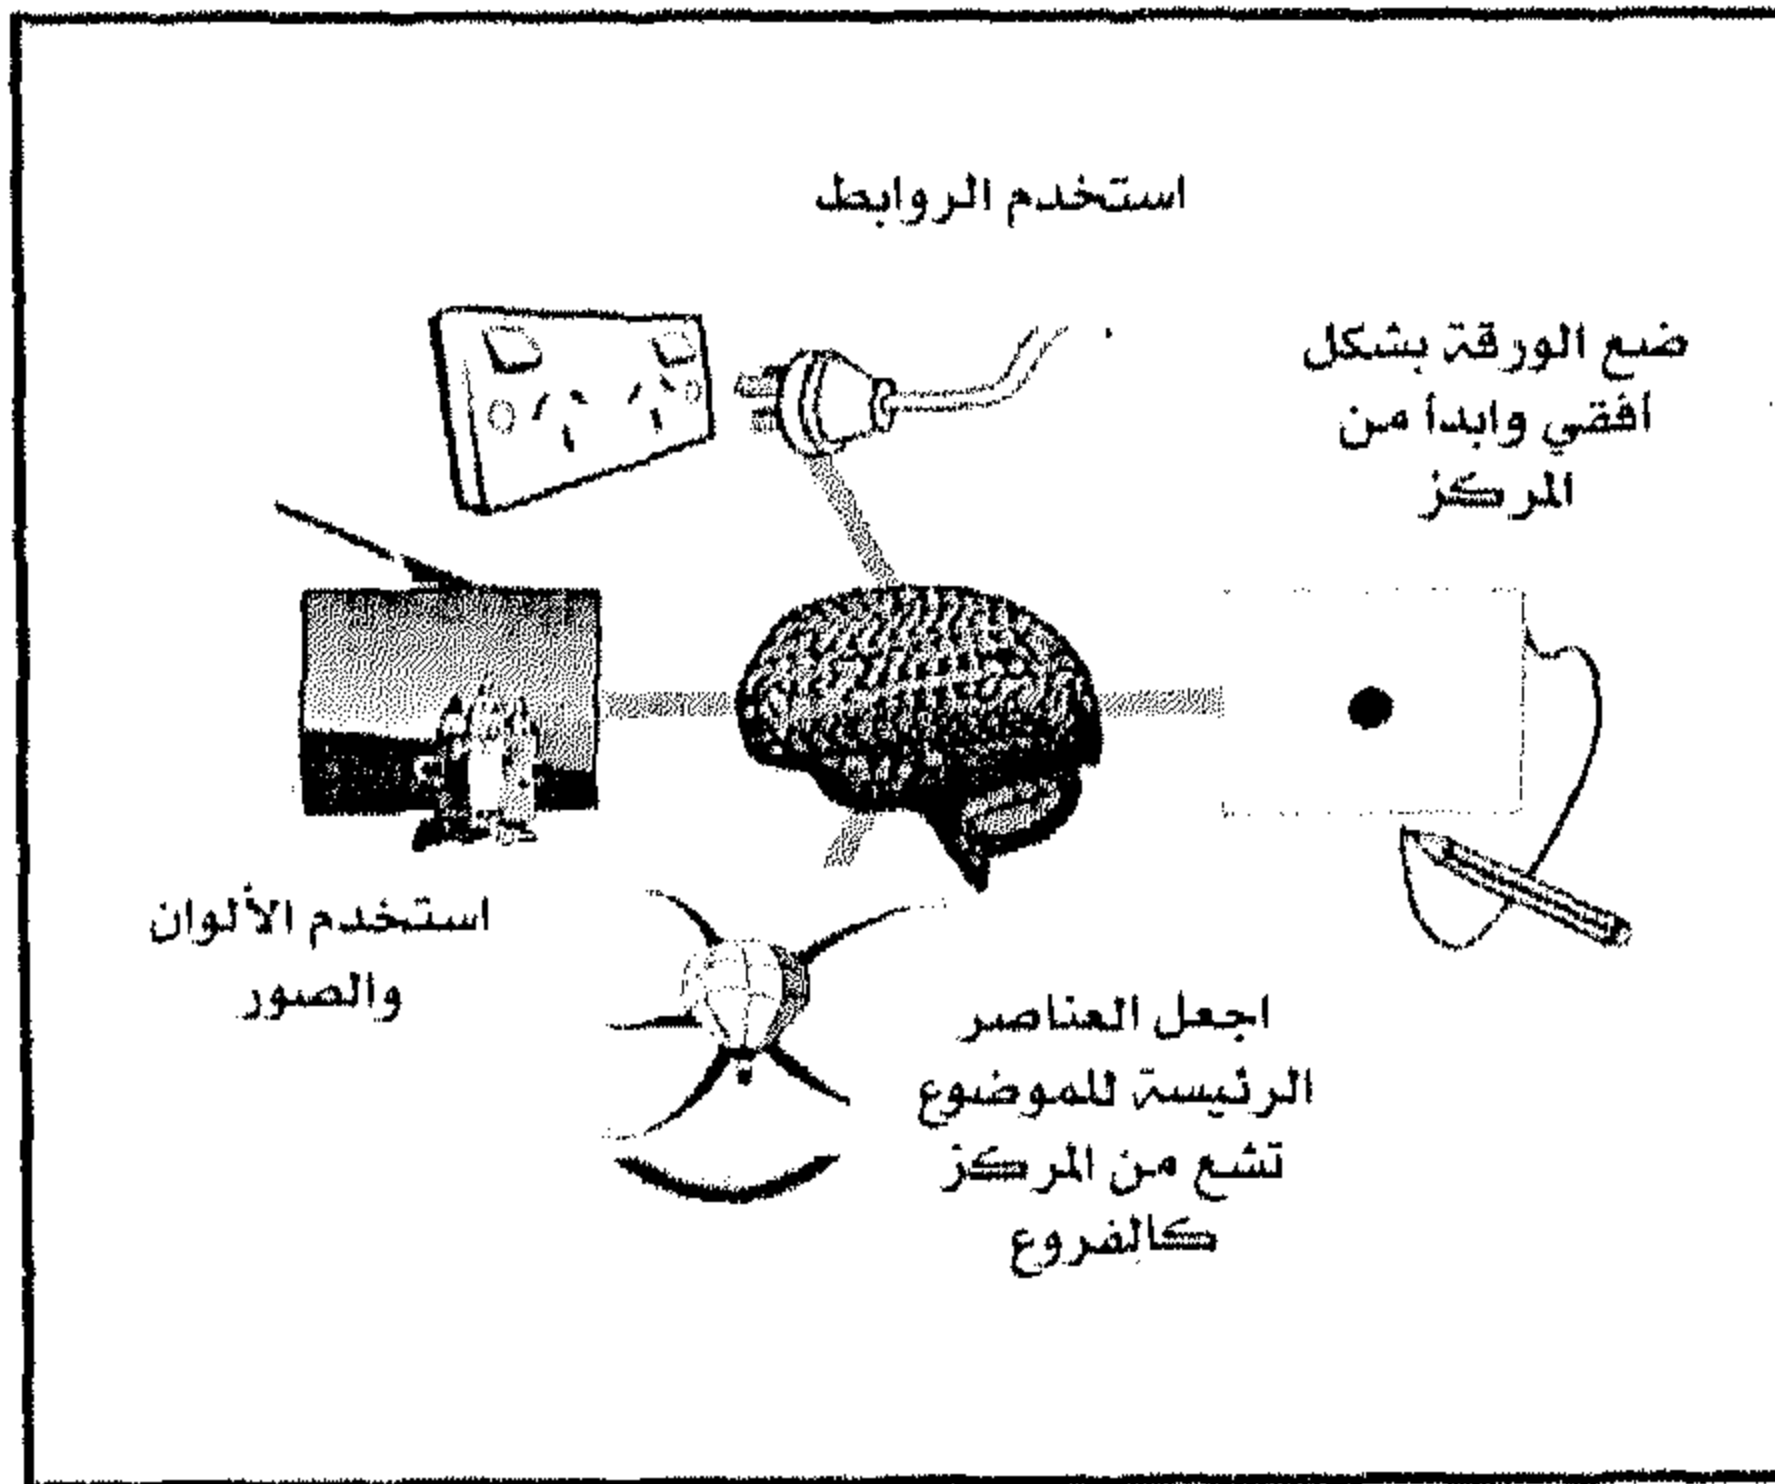 استخدم الروابط
ضع الورقة بشكل
أفقي وابدأ من
المركز
استخدم الألوان
والصور
اجعل العناصر
الرئيسة للموضوع
تشع من المركز
كالفروع